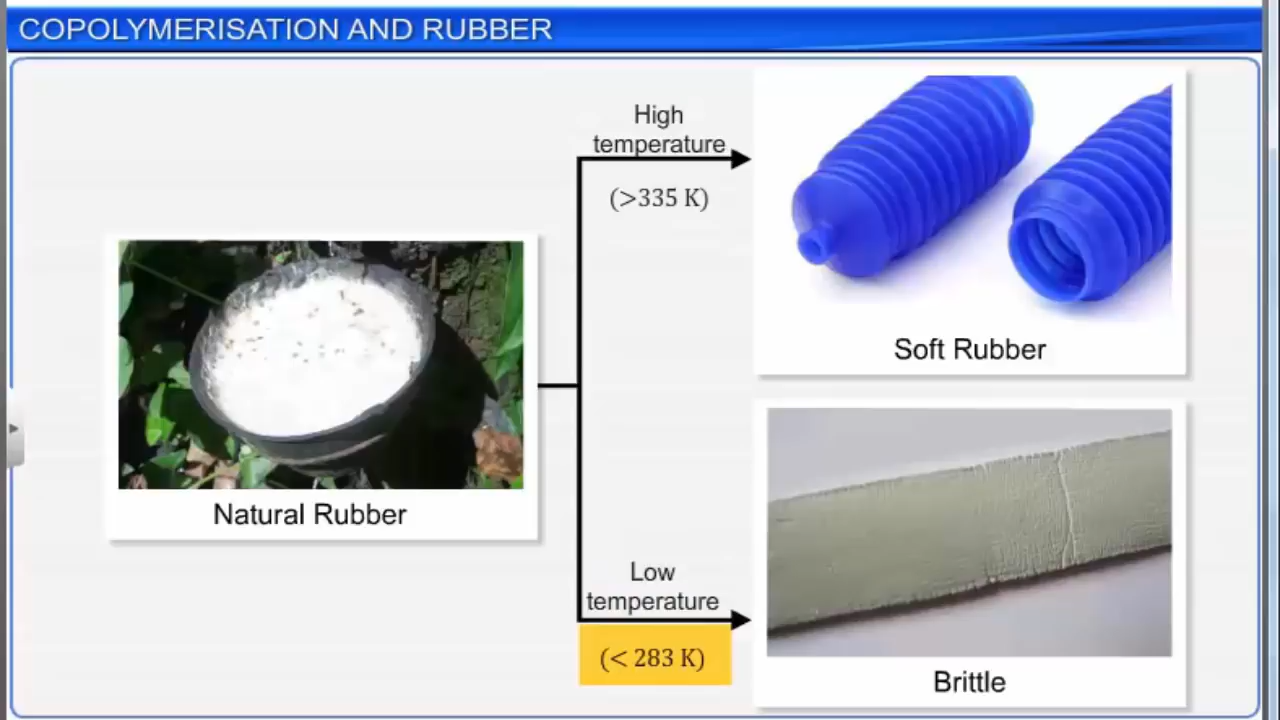 COPOLYMERISATION AND RUBBER
High
temperature
(>335 K)
Soft Rubber
Natural Rubber
Low
temperature
(< 283 K)
Brittle